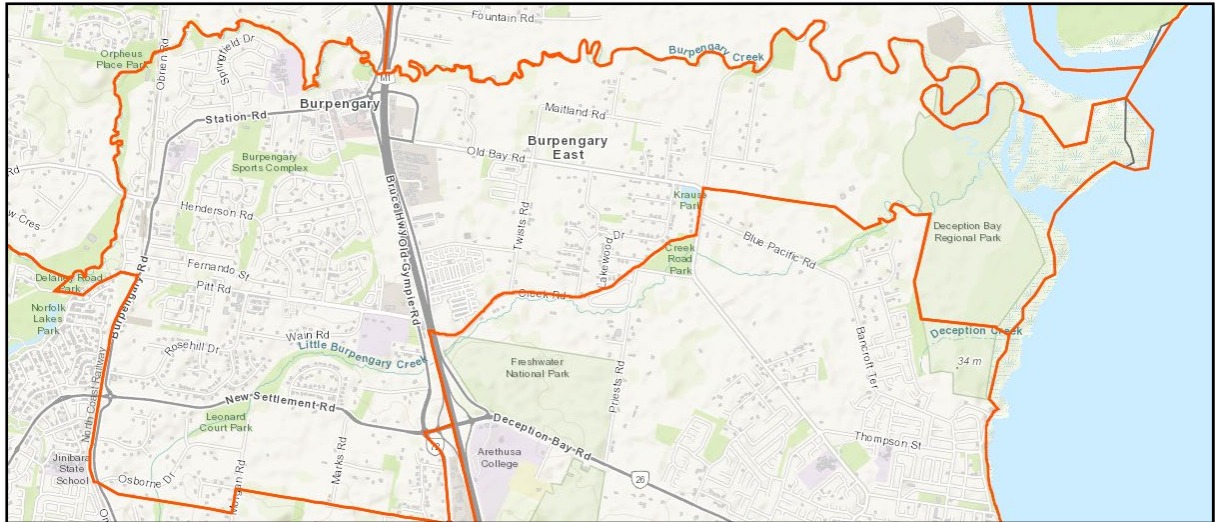 Fountain Rd
Orpheus
Place Park
Obrien Rd
Springfield Dr
Burpengary Creek
M1
Burpengary
Station Rd
Maitland Rd
Burpengary
East
Old Bay Rd
Burpengary
Sports Complex
Rd
w Cres
Henderson Rd
Bruce Hwy/Old Gympie Rd
Twists Rd
Krause
Park
Lakewood Dr
Blue Pacific Rd
Deception Bay
Regional Park
Creek
Road
Park
Fernando St
Delaney Road
Park
Pitt Rd
Creek Rd
Norfolk
Lakes
Park
Burpengary Rd
Wain Rd
Rosehill Dr
Little Burpengary Creek
Deception Creek
Bancroft Ter
34 m
Freshwater
National Park
Priests Rd
North Coast Railway
New Settlement Rd
Leonard
Court Park
Deception Bay Rd
Thompson St
Marks Rd
Jinibara
State
School
Osborne Dr
Morgan Rd
Arethusa
College
26